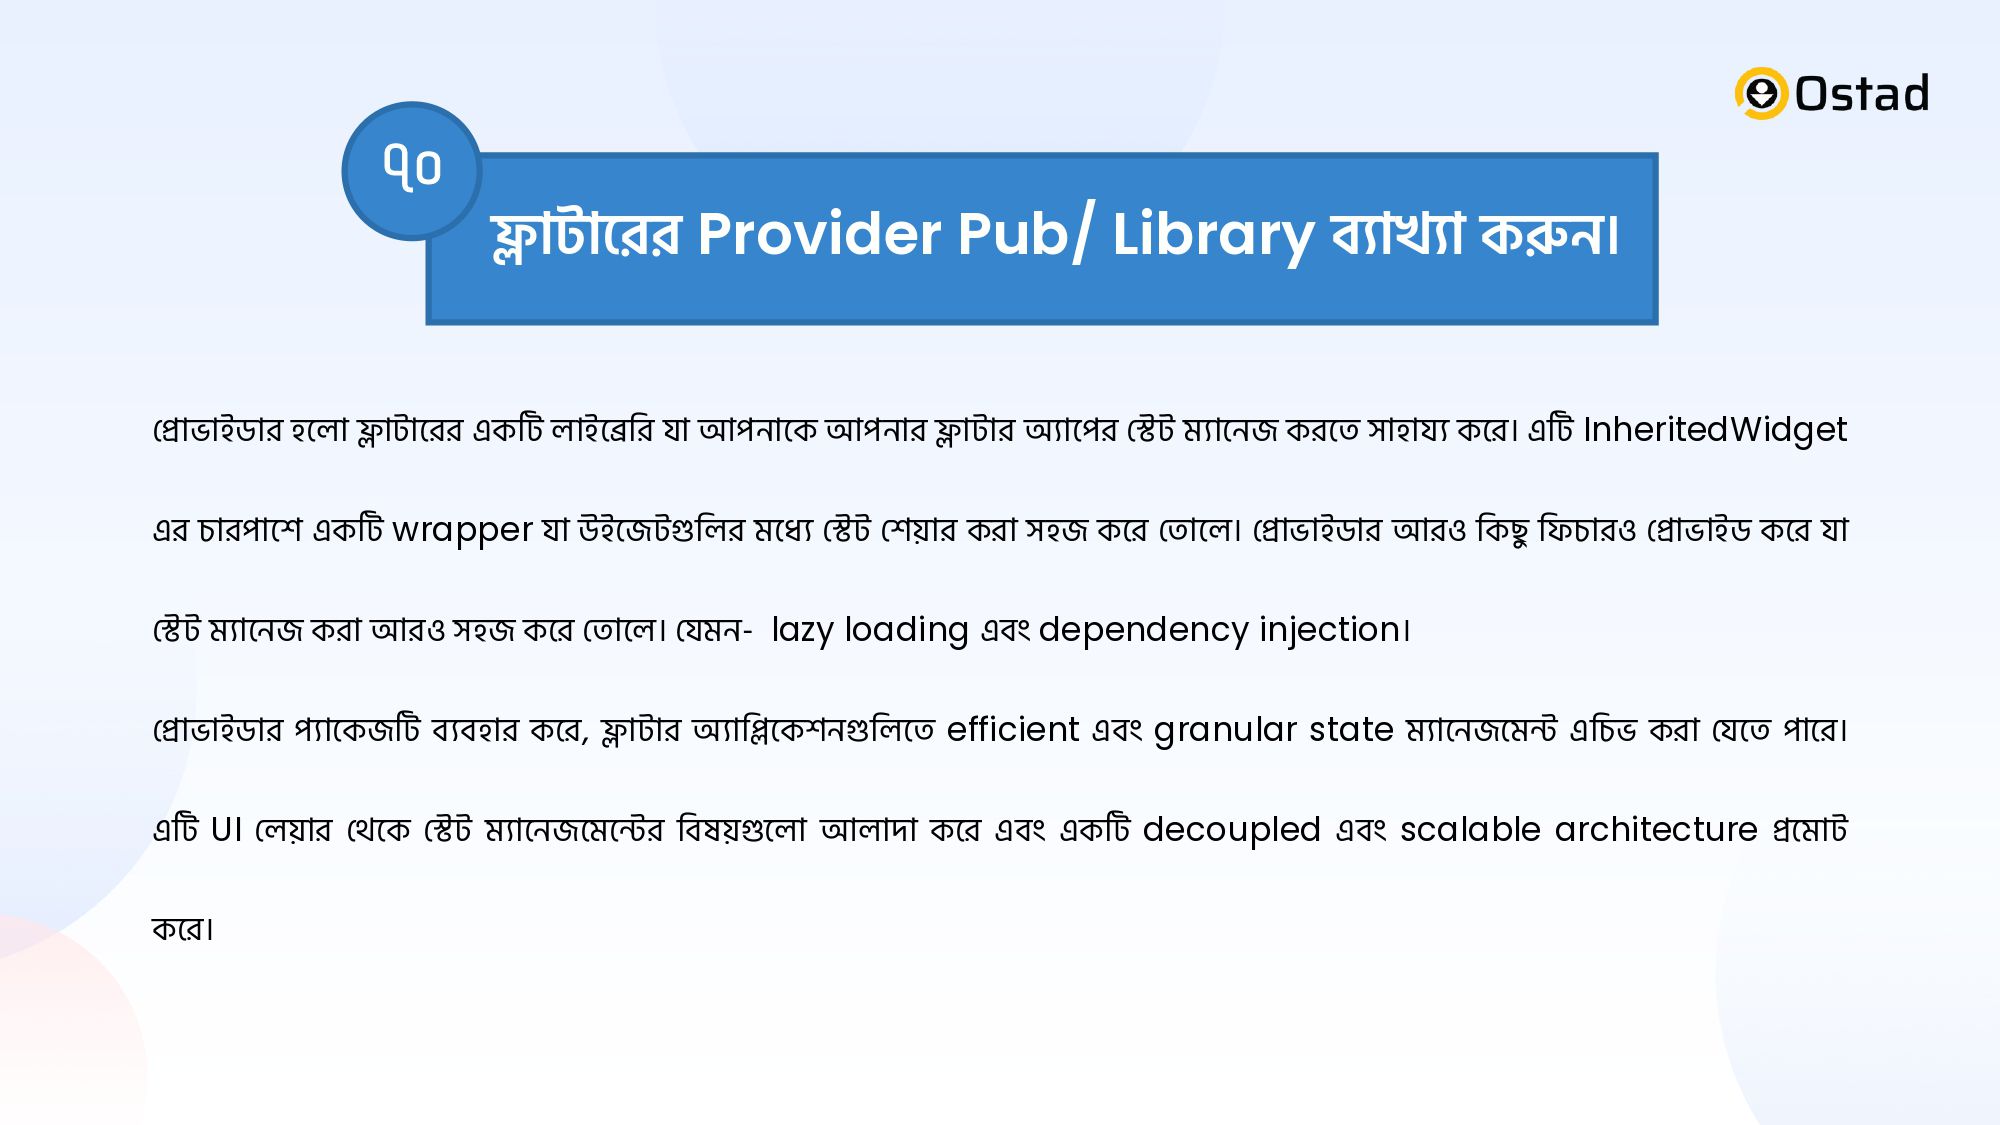 Ostad
৭০
ফ্লাটারের Provider Pub/ Library ব্যাখ্যা করুন।
প্রোভাইডার হলো ফ্লাটারের একটি লাইব্রেরি যা আপনাকে আপনার ফ্লাটার অ্যাপের স্টেট ম্যানেজ করতে সাহায্য করে। এটি InheritedWidget
এর চারপাশে একটি wrapper যা উইজেটগুলির মধ্যে স্টেট শেয়ার করা সহজ করে তোলে। প্রোভাইডার আরও কিছু ফিচারও প্রোভাইড করে যা
স্টেট ম্যানেজ করা আরও সহজ করে তোলে। যেমন- lazy loading এবং dependency injection।
প্রোভাইডার প্যাকেজটি ব্যবহার করে, ফ্লাটার অ্যাপ্লিকেশনগুলিতে efficient এবং granular state ম্যানেজমেন্ট এচিভ করা যেতে পারে।
এটি UI লেয়ার থেকে স্টেট ম্যানেজমেন্টের বিষয়গুলো আলাদা করে এবং একটি decoupled এবং scalable architecture প্রমোট
করে।